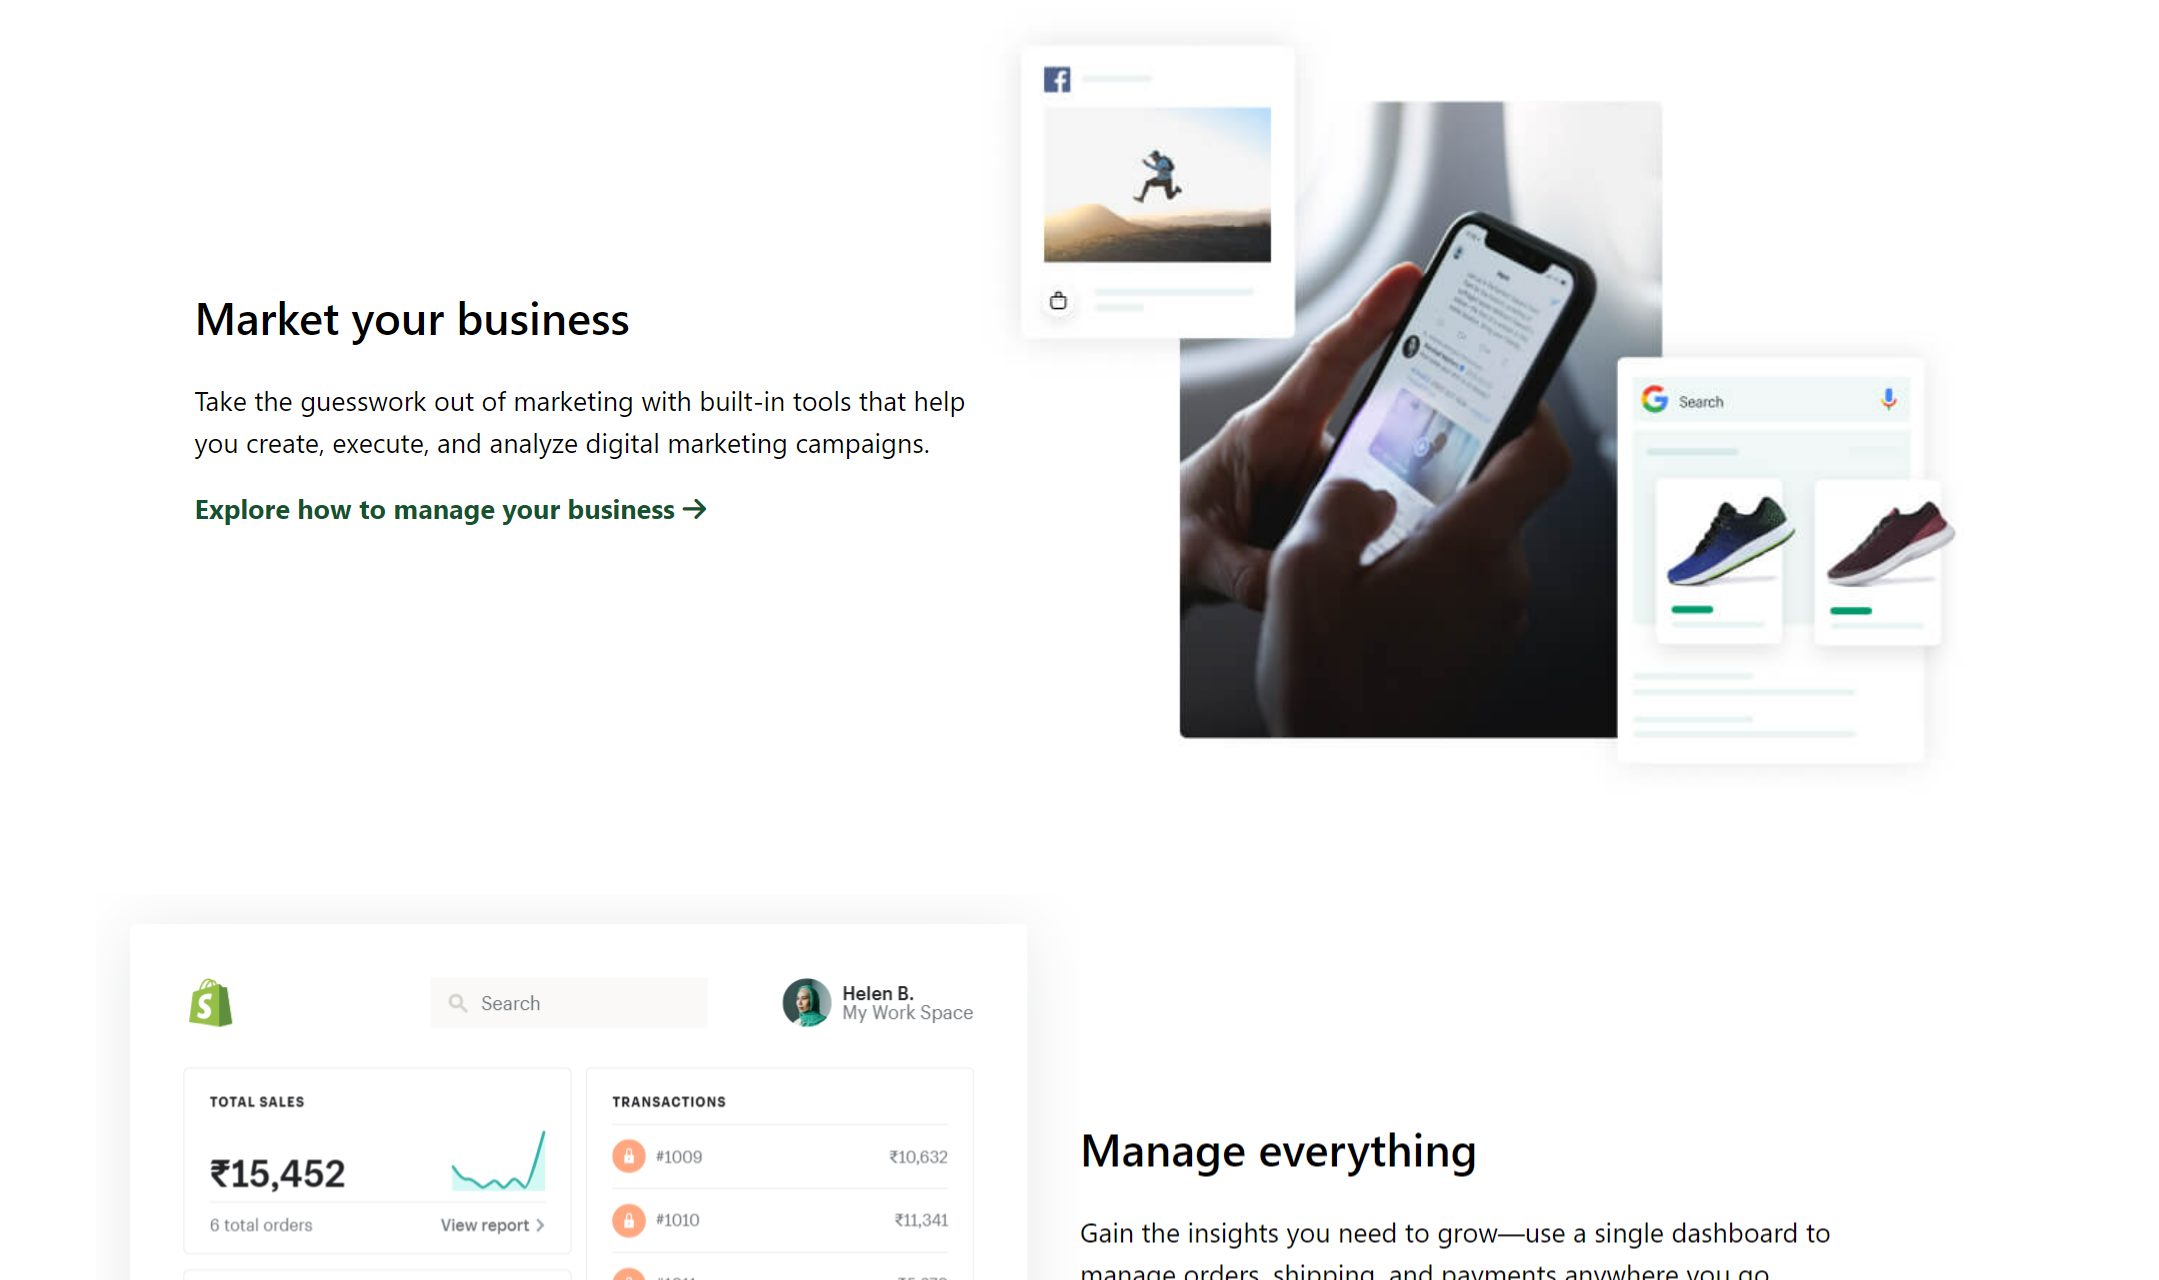 Market your business
Take the guesswork out of marketing with built-in tools that help
you create, execute, and analyze digital marketing campaigns.
Explore how to manage your business
Search
Search
Helen B.
My Work Space
TOTAL SALES
₹15,452
6 total orders
View report
TRANSACTIONS
#1009
₹10,632
#1010
₹11,341
Manage everything
Gain the insights you need to grow—use a single dashboard to
manage orders, shipping, and payments anywhere you go.